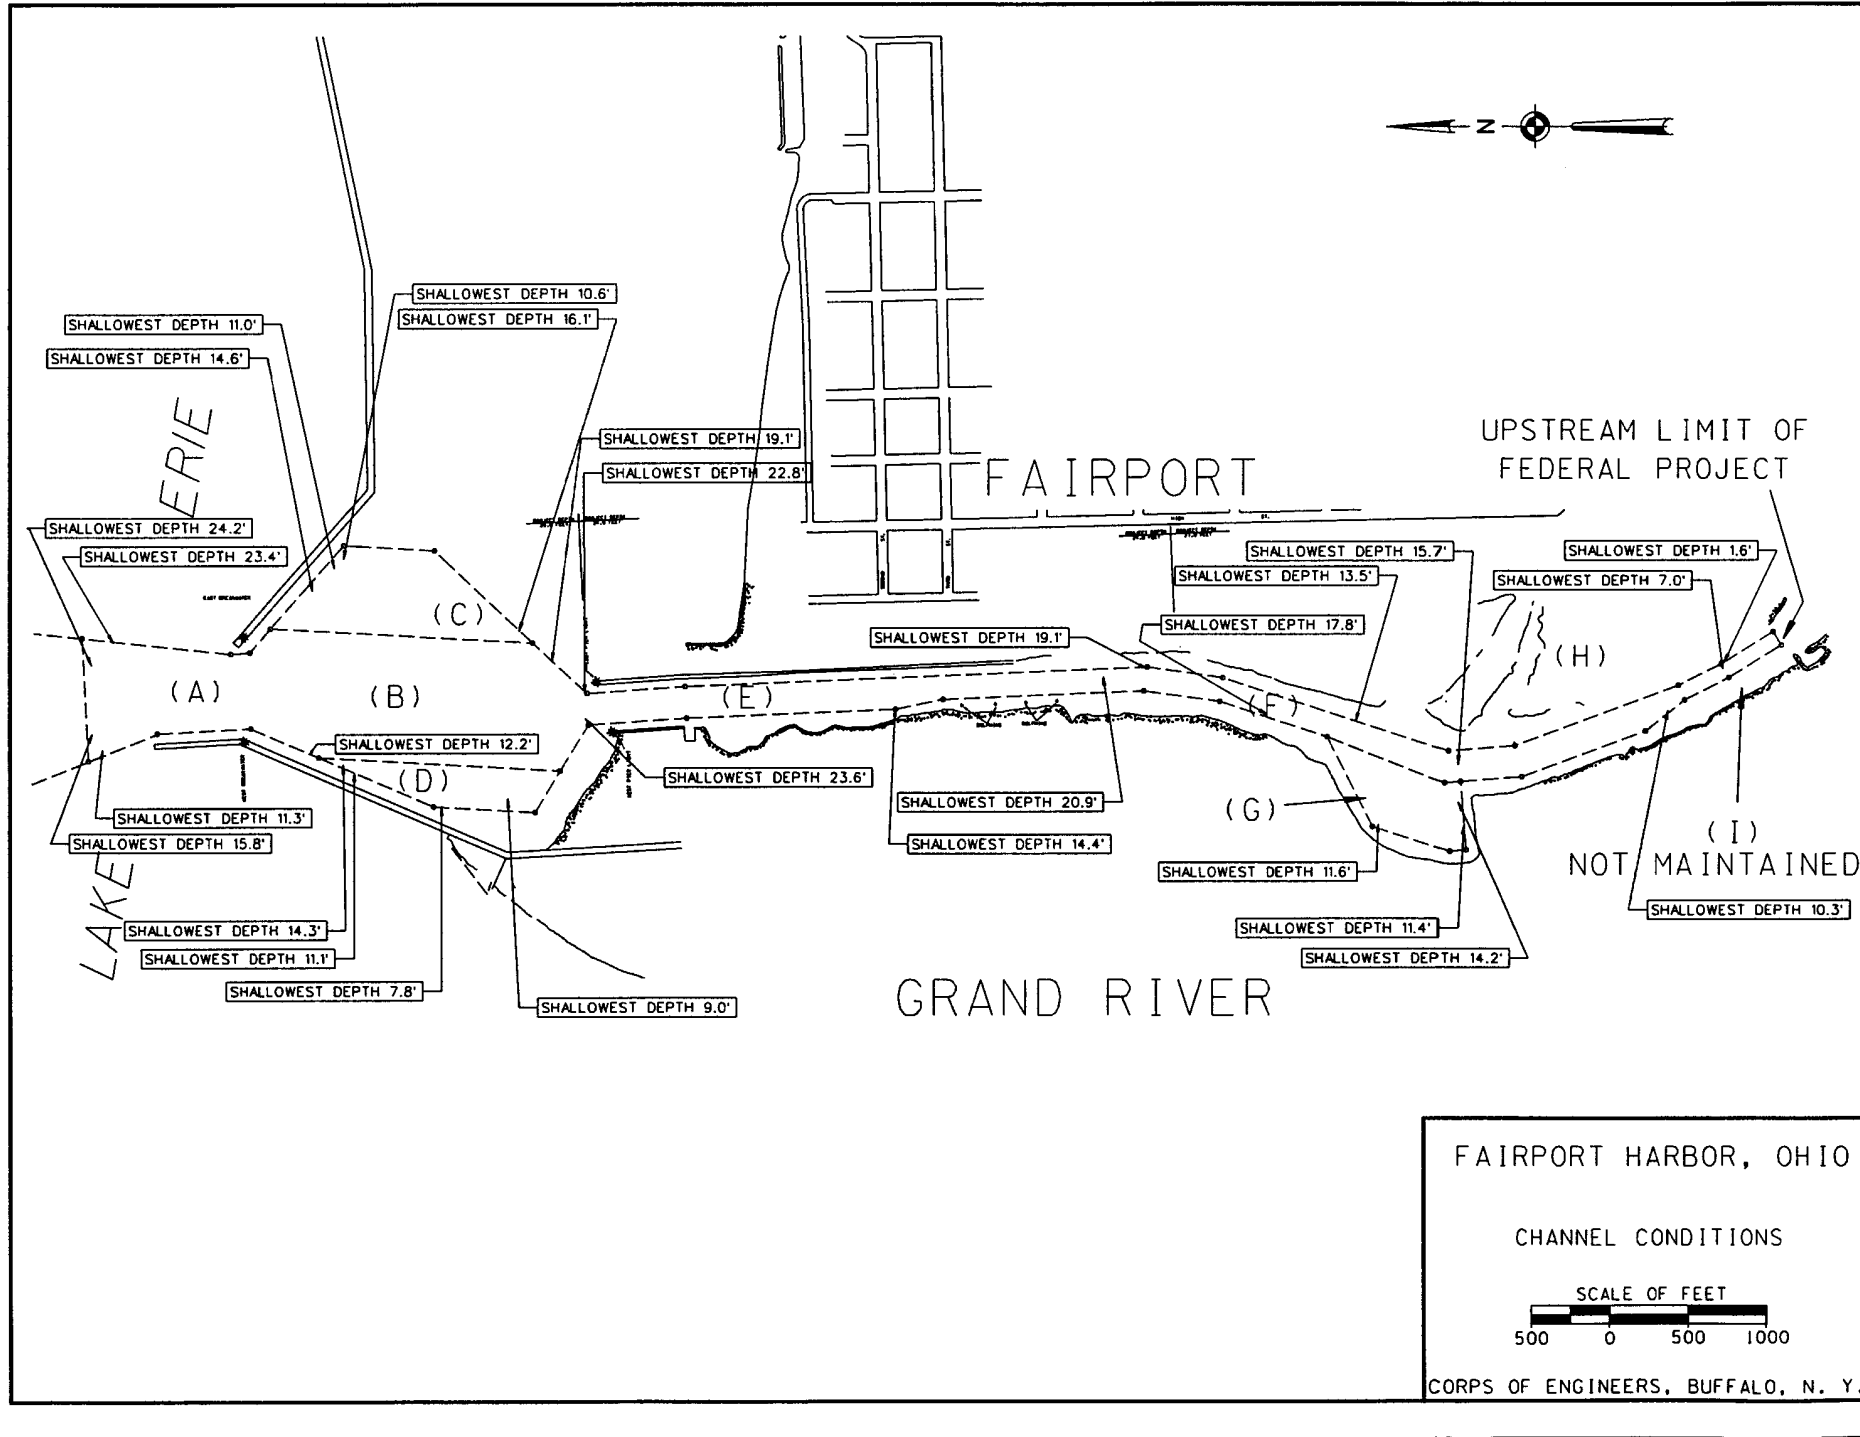 N
SHALLOWEST DEPTH 10.6'
SHALLOWEST DEPTH 16.1'
SHALLOWEST DEPTH 11.0'
SHALLOWEST DEPTH 14.6'
ERIE
SHALLOWEST DEPTH 19.1'
SHALLOWEST DEPTH 22.8'
FAIRPORT
UPSTREAM LIMIT OF
FEDERAL PROJECT
SHALLOWEST DEPTH 24.2'
SHALLOWEST DEPTH 23.4'
HIGH ST.
SHALLOWEST DEPTH 15.7'
SHALLOWEST DEPTH 13.5'
SHALLOWEST DEPTH 1.6'
SHALLOWEST DEPTH 7.0'
EAST BREAKWATER
(C)
SHALLOWEST DEPTH 17.8'
SHALLOWEST DEPTH 19.1'
(H)
(A)
(B)
(E)
(F)
SHALLOWEST DEPTH 12.2'
(D)
SHALLOWEST DEPTH 23.6'
SHALLOWEST DEPTH 20.9'
(G)
SHALLOWEST DEPTH 11.3'
SHALLOWEST DEPTH 15.8'
SHALLOWEST DEPTH 14.4'
(I)
NOT MAINTAINED
SHALLOWEST DEPTH 11.6'
SHALLOWEST DEPTH 10.3'
LAKE
SHALLOWEST DEPTH 14.3'
SHALLOWEST DEPTH 11.1'
SHALLOWEST DEPTH 7.8'
SHALLOWEST DEPTH 9.0'
SHALLOWEST DEPTH 11.4'
SHALLOWEST DEPTH 14.2'
GRAND RIVER
FAIRPORT HARBOR, OHIO
CHANNEL CONDITIONS
SCALE OF FEET
500 0 500 1000
CORPS OF ENGINEERS, BUFFALO, N. Y.